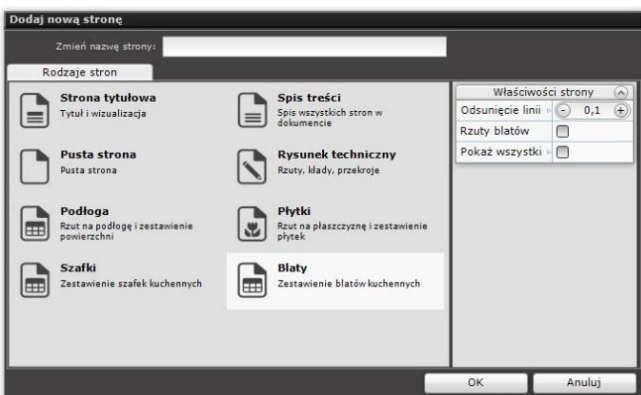 Dodaj nową stronę
Zmień nazwę strony:
Rodzaje stron
Strona tytułowa
Tytuł i wizualizacja
Spis treści
Spis wszystkich stron w
dokumencie
Pusta strona
Pusta strona
Rysunek techniczny
Rzuty, kłady, przekroje
Podłoga
Rzut na podłogę i zestawienie
powierzchni
Płytki
Rzut na płaszczyznę i zestawienie
płytek
Szafki
Zestawienie szafek kuchennych
Blaty
Zestawienie blatów kuchennych
Właściwości strony
Odsunięcie linii 0,1
Rzuty blatów
Pokaż wszystki
OK Anuluj